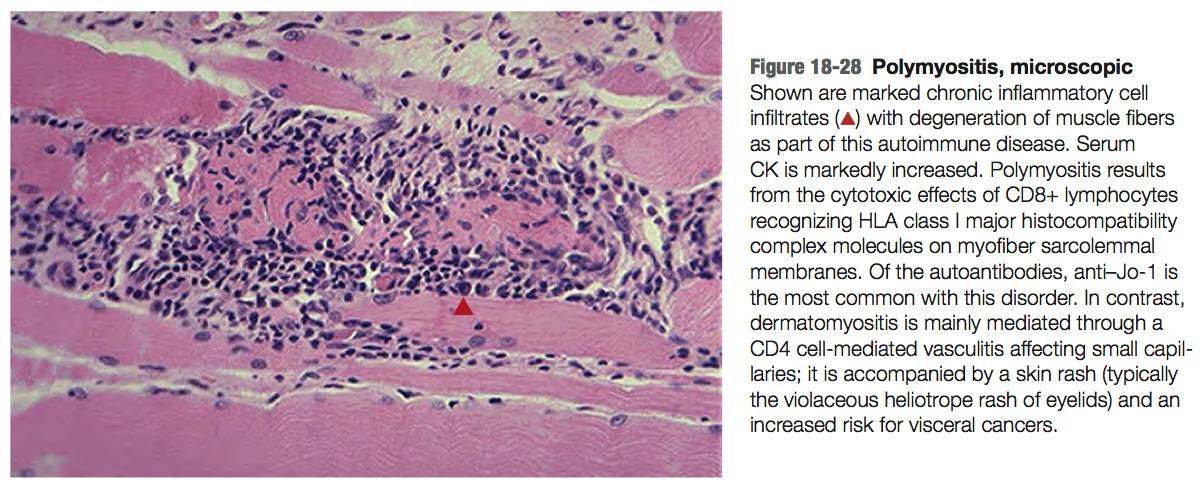 Figure 18-28 Polymyositis, microscopic
Shown are marked chronic inflammatory cell
infiltrates (▲) with degeneration of muscle fibers
as part of this autoimmune disease. Serum
CK is markedly increased. Polymyositis results
from the cytotoxic effects of CD8+ lymphocytes
recognizing HLA class I major histocompatibility
complex molecules on myofiber sarcolemmal
membranes. Of the autoantibodies, anti–Jo-1 is
the most common with this disorder. In contrast,
dermatomyositis is mainly mediated through a
CD4 cell-mediated vasculitis affecting small capil-
laries; it is accompanied by a skin rash (typically
the violaceous heliotrope rash of eyelids) and an
increased risk for visceral cancers.